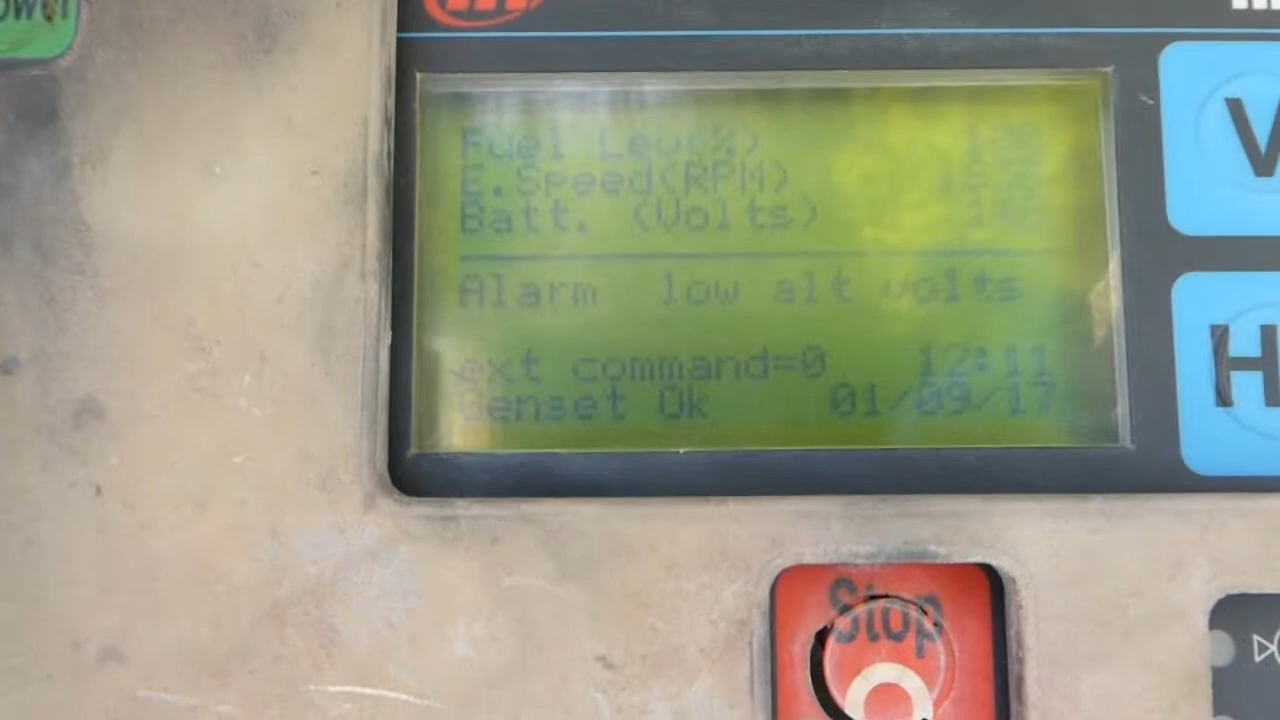 Fuel Lev(%)
E.Speed(RPM)
Batt. (Volts)
Alarm low alt volts
ext command=0 12:11
Genset Ok 01/09/17
V
H
Stop